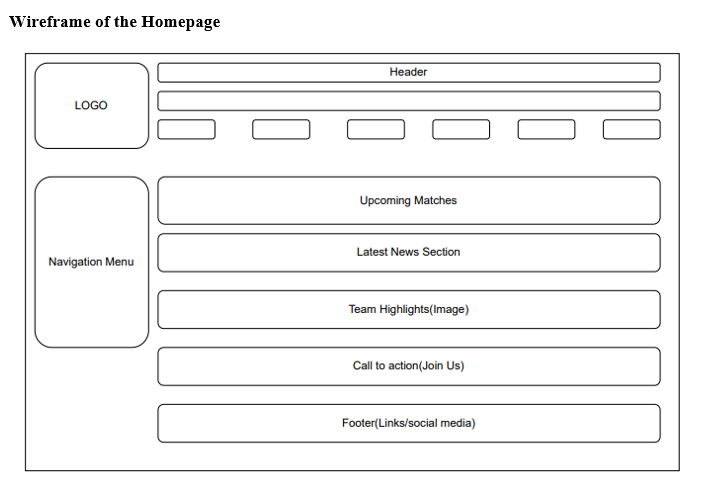 Wireframe of the Homepage
Header
LOGO
Upcoming Matches
Latest News Section
Navigation Menu
Team Highlights(Image)
Call to action(Join Us)
Footer(Links/social media)